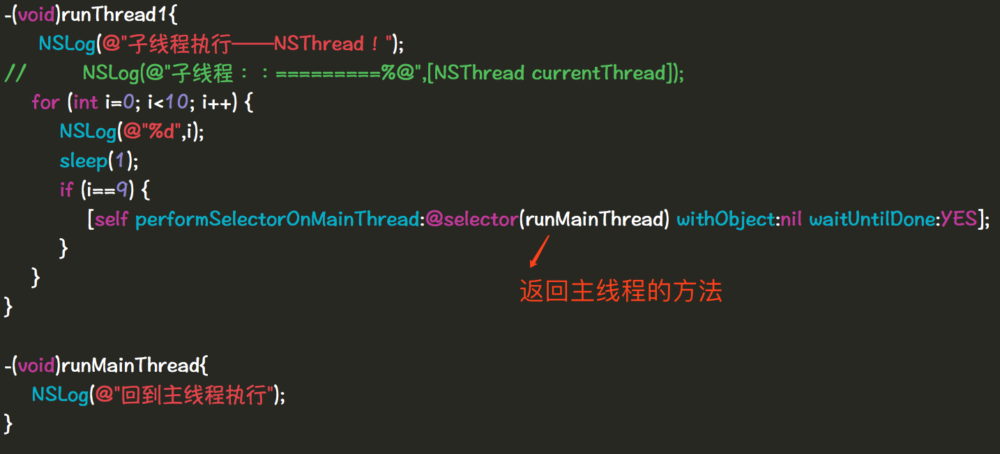 -(void)runThread1{
NSLog(@"子线程执行——NSThread！");
// NSLog(@"子线程：：=========%@",[NSThread currentThread]);
for (int i=0; i<10; i++) {
NSLog(@"%d",i);
sleep(1);
if (i==9) {
[self performSelectorOnMainThread:@selector(runMainThread) withObject:nil waitUntilDone:YES];
}
返回主线程的方法
}
}
-(void)runMainThread{
NSLog(@"回到主线程执行");
}